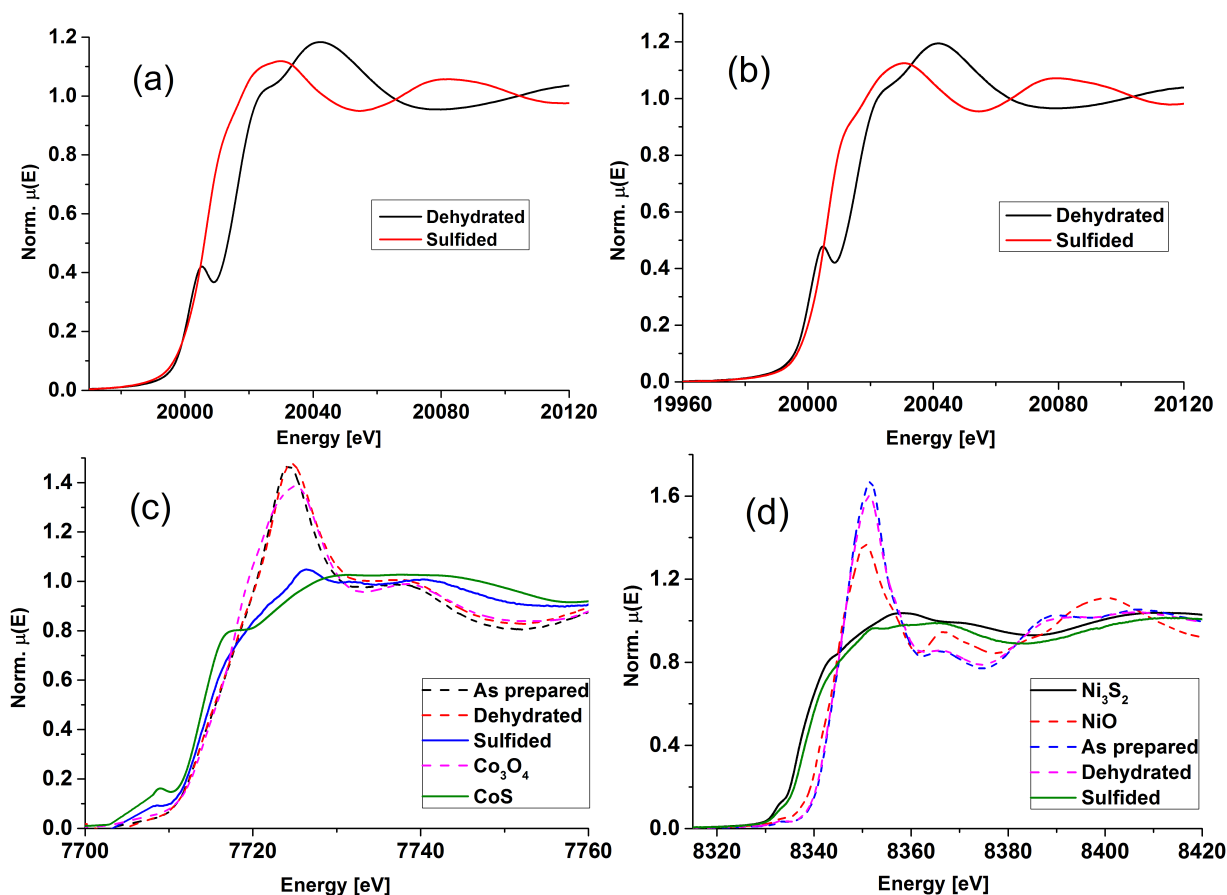 (a)
Norm. μ(E)
1.2
1.0
0.8
0.6
0.4
0.2
0.0
Dehydrated
Sulfided
20000
20040
20080
20120
Energy [eV]
(b)
Norm. μ(E)
1.2
1.0
0.8
0.6
0.4
0.2
0.0
Dehydrated
Sulfided
19960
20000
20040
20080
20120
Energy [eV]
(c)
Norm. μ(E)
1.4
1.2
1.0
0.8
0.6
0.4
0.2
0.0
As prepared
Dehydrated
Sulfided
Co₃O₄
CoS
7700
7720
7740
7760
Energy [eV]
(d)
Norm. μ(E)
1.6
1.2
0.8
0.4
0.0
Ni₃S₂
NiO
As prepared
Dehydrated
Sulfided
8320
8340
8360
8380
8400
8420
Energy [eV]